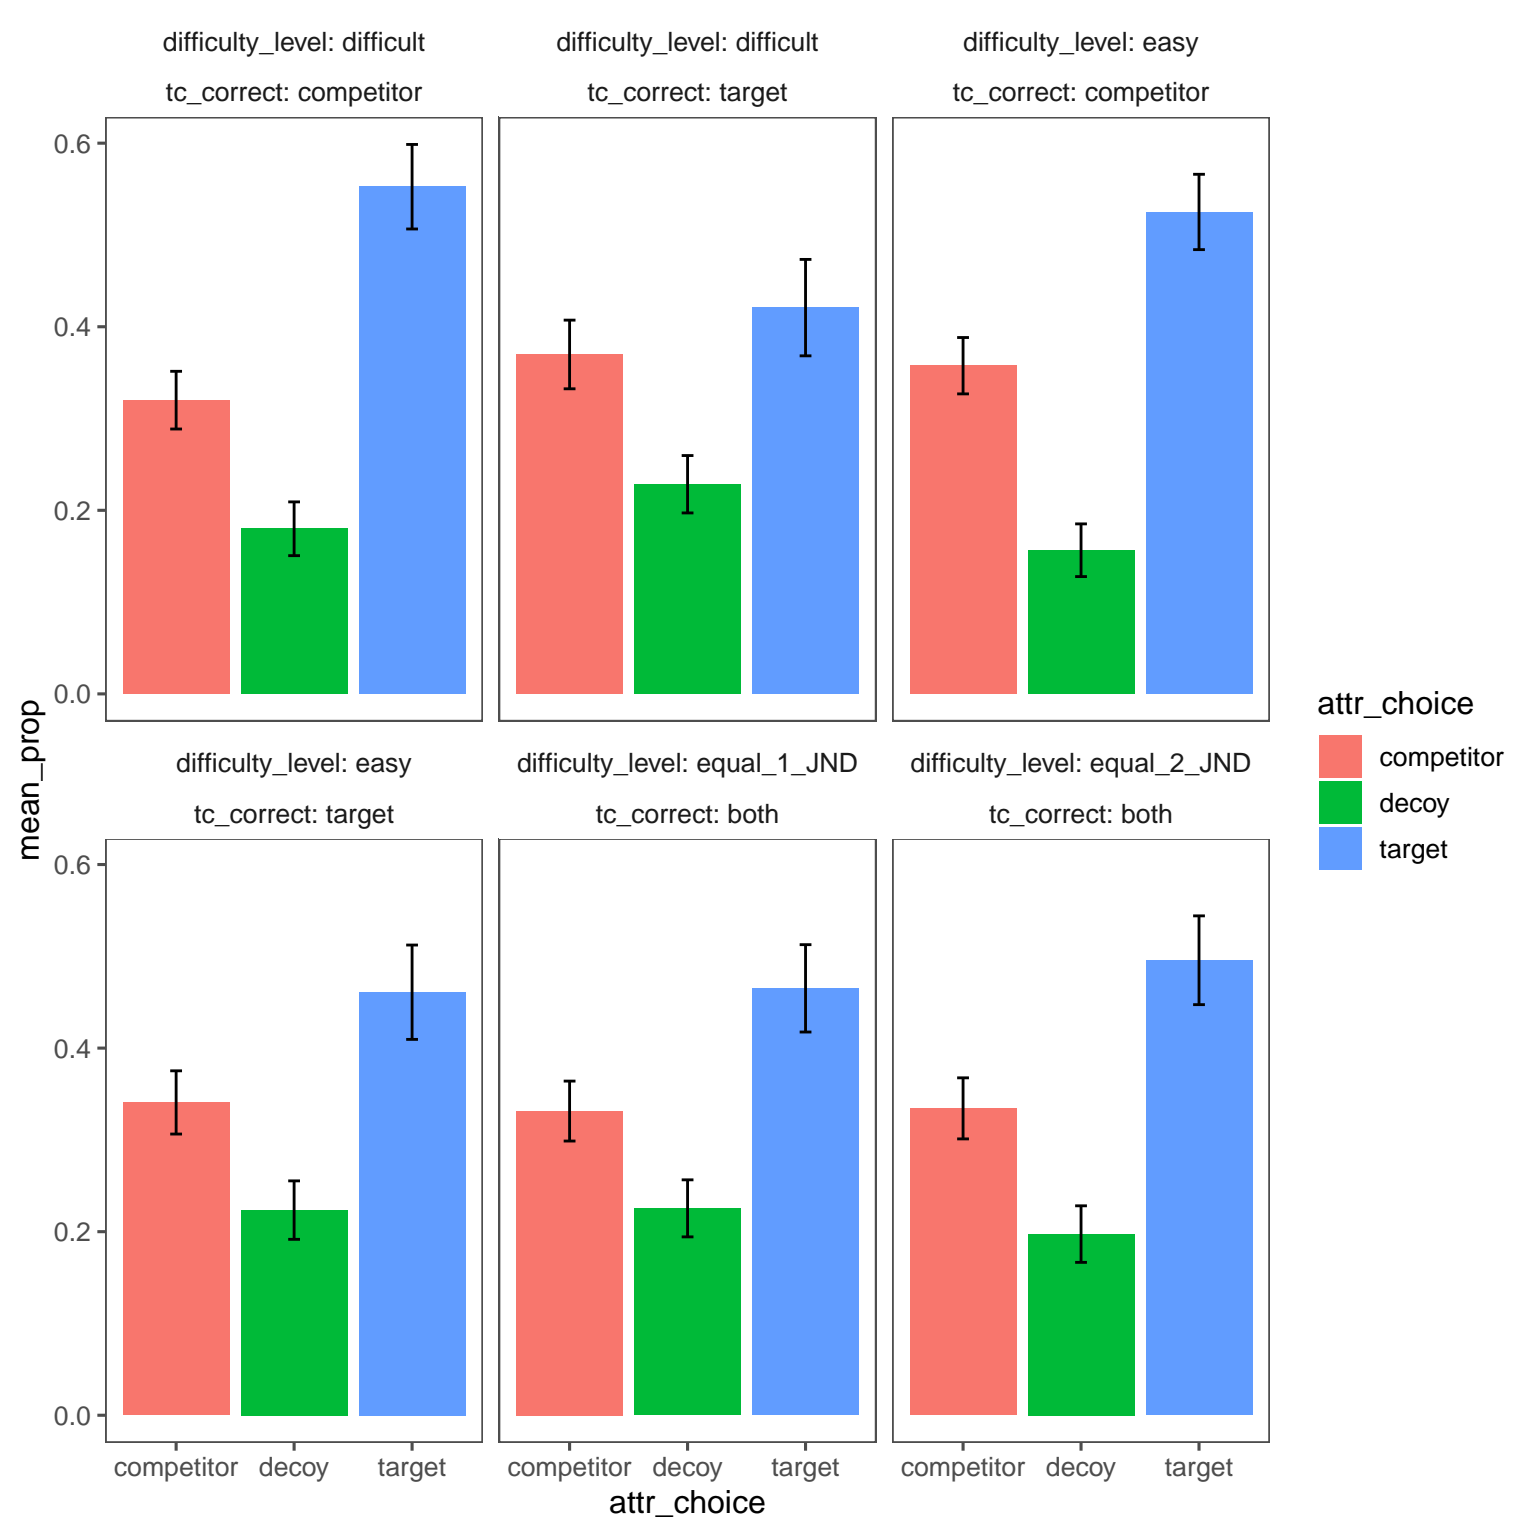 difficulty_level: difficult
tc_correct: competitor
difficulty_level: difficult
tc_correct: target
difficulty_level: easy
tc_correct: competitor
0.6
0.4
0.2
0.0
mean_prop
difficulty_level: easy
tc_correct: target
difficulty_level: equal_1_JND
tc_correct: both
difficulty_level: equal_2_JND
tc_correct: both
0.6
0.4
0.2
0.0
competitor decoy target
competitor decoy target
competitor decoy target
attr_choice
attr_choice
competitor
decoy
target